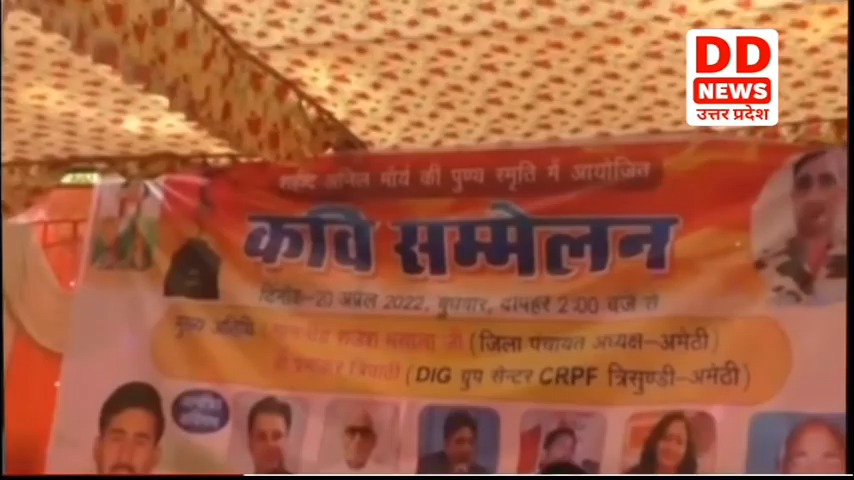 DD
NEWS
उत्तर प्रदेश
शहीद अनिल मौर्य की पुण्य स्मृति में आयोजित
कवि सम्मेलन
दिनांक-20 अप्रैल 2022, बुधवार, दोपहर 2:00 बजे से
मुख्य अतिथि (जिला पंचायत अध्यक्ष-अमेठी)
त्रिपाठी (DIG ग्रुप सेन्टर CRPF त्रिसुण्डी-अमेठी)